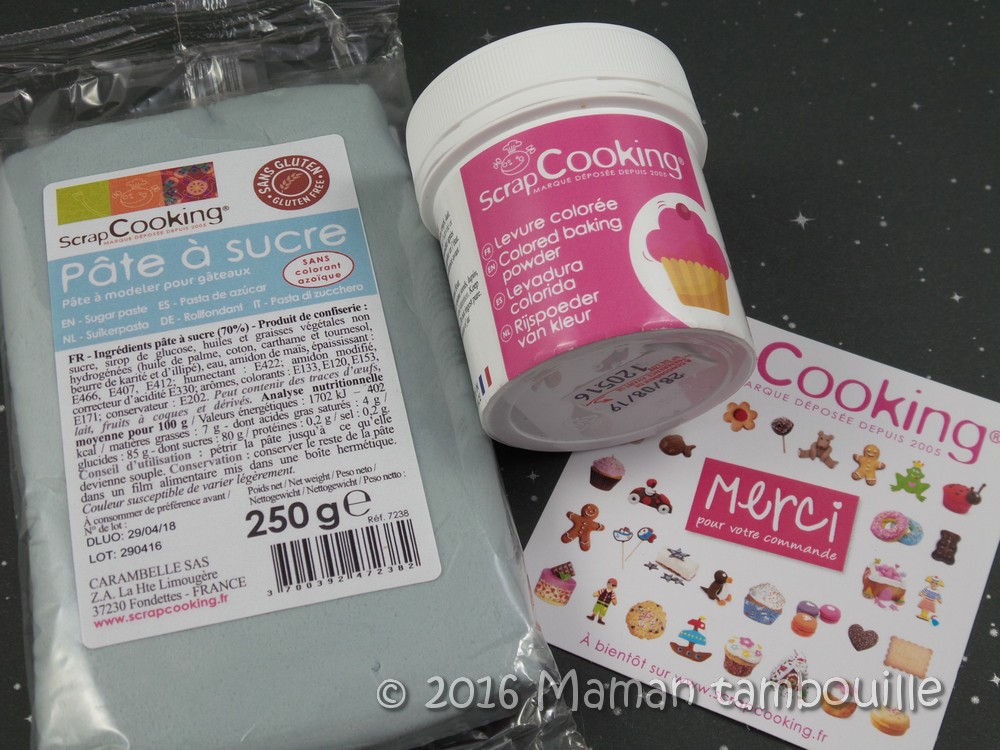 ScrapCooking®
MARQUE DÉPOSÉE DEPUIS 2005
SANS GLUTEN
GLUTEN FREE
Pâte à sucre
Pâte à modeler pour gâteaux
SANS
colorant
azoïque
EN - Sugar paste ES - Pasta de azúcar
NL - Suikerpasta DE - Rollfondant IT - Pasta di zucchero
FR - Ingrédients pâte à sucre (70%) - Produit de confiserie :
sucre, sirop de glucose, huiles et graisses végétales non
hydrogénées (huile de palme, coton, carthame et tournesol,
beurre de karité et d'illipé), eau, amidon de maïs, épaississant :
E466, E407, E412; humectant : E422; amidon modifié,
correcteur d'acidité E330; arômes, colorants : E133, E120, E153,
E171; conservateur : E202. Peut contenir des traces d'œufs,
lait, fruits à coques et dérivés. Analyse nutritionnelle
moyenne pour 100 g / Valeurs énergétiques : 1702 kJ – 402
kcal / matières grasses : 7 g - dont acides gras saturés : 4 g /
glucides : 85 g - dont sucres : 80 g / protéines : 0,2 g / sel : 0,2 g.
Conseil d'utilisation : pétrir la pâte jusqu'à ce qu'elle
devienne souple. Conservation : conserver le reste de la pâte
dans un film alimentaire mis dans une boîte hermétique.
Couleur susceptible de varier légèrement.
À consommer de préférence avant /
N° de lot :
DLUO: 29/04/18
LOT: 290416
Poids net / Net weight / Peso neto /
Nettogewicht / Nettogewicht / Peso netto :
250 g e
Réf. 7238
3 700392 472382
CARAMBELLE SAS
Z.A. La Hte Limougère
37230 Fondettes - FRANCE
www.scrapcooking.fr
ScrapCooking®
MARQUE DÉPOSÉE DEPUIS 2005
FR Levure colorée
EN Colored baking
powder
ES Levadura
colorida
NL Rijspoeder
van kleur
28/08/19
Cooking®
MARQUE DÉPOSÉE DEPUIS 2005
Merci
pour votre commande
À bientôt sur www.scrapcooking.fr
© 2016 Maman tambouille